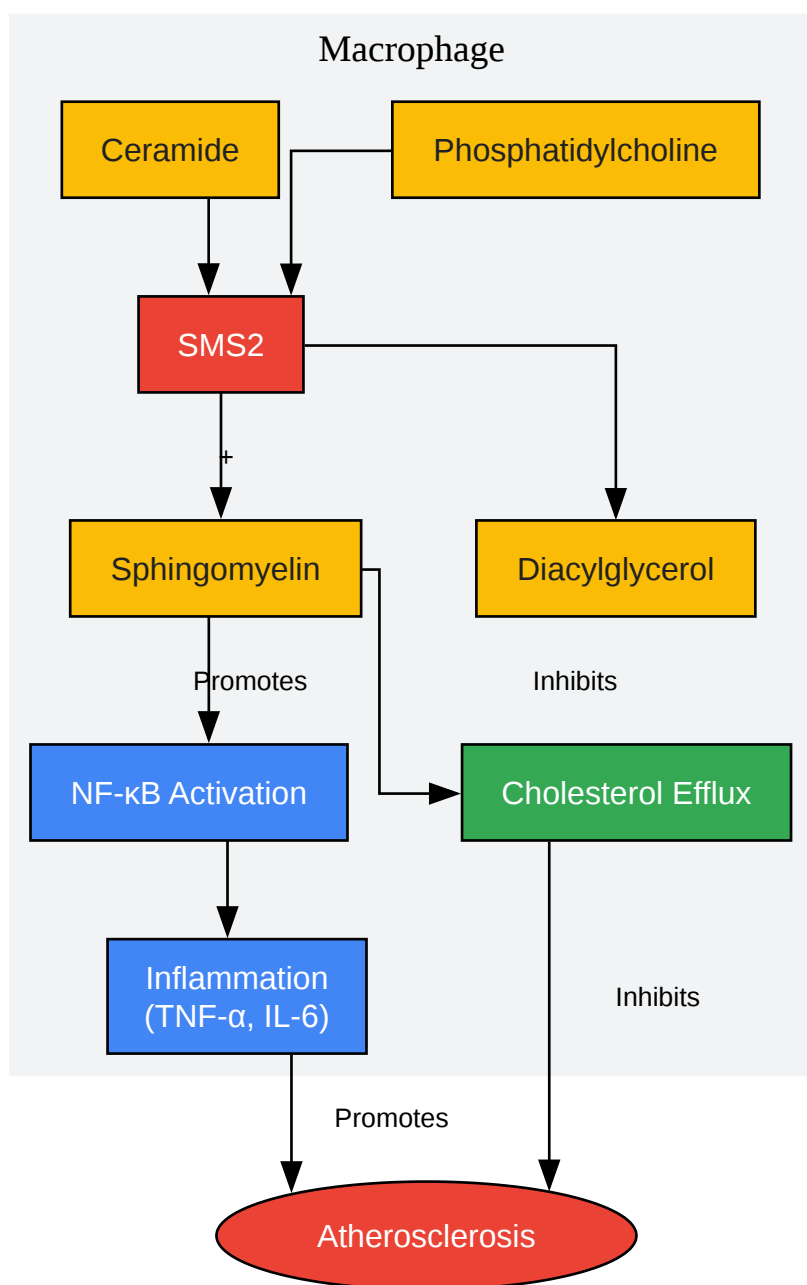 Macrophage
Ceramide
Phosphatidylcholine
SMS2
+
Sphingomyelin
Diacylglycerol
Promotes
Inhibits
NF-κB Activation
Cholesterol Efflux
Inflammation
(TNF-α, IL-6)
Inhibits
Promotes
Atherosclerosis